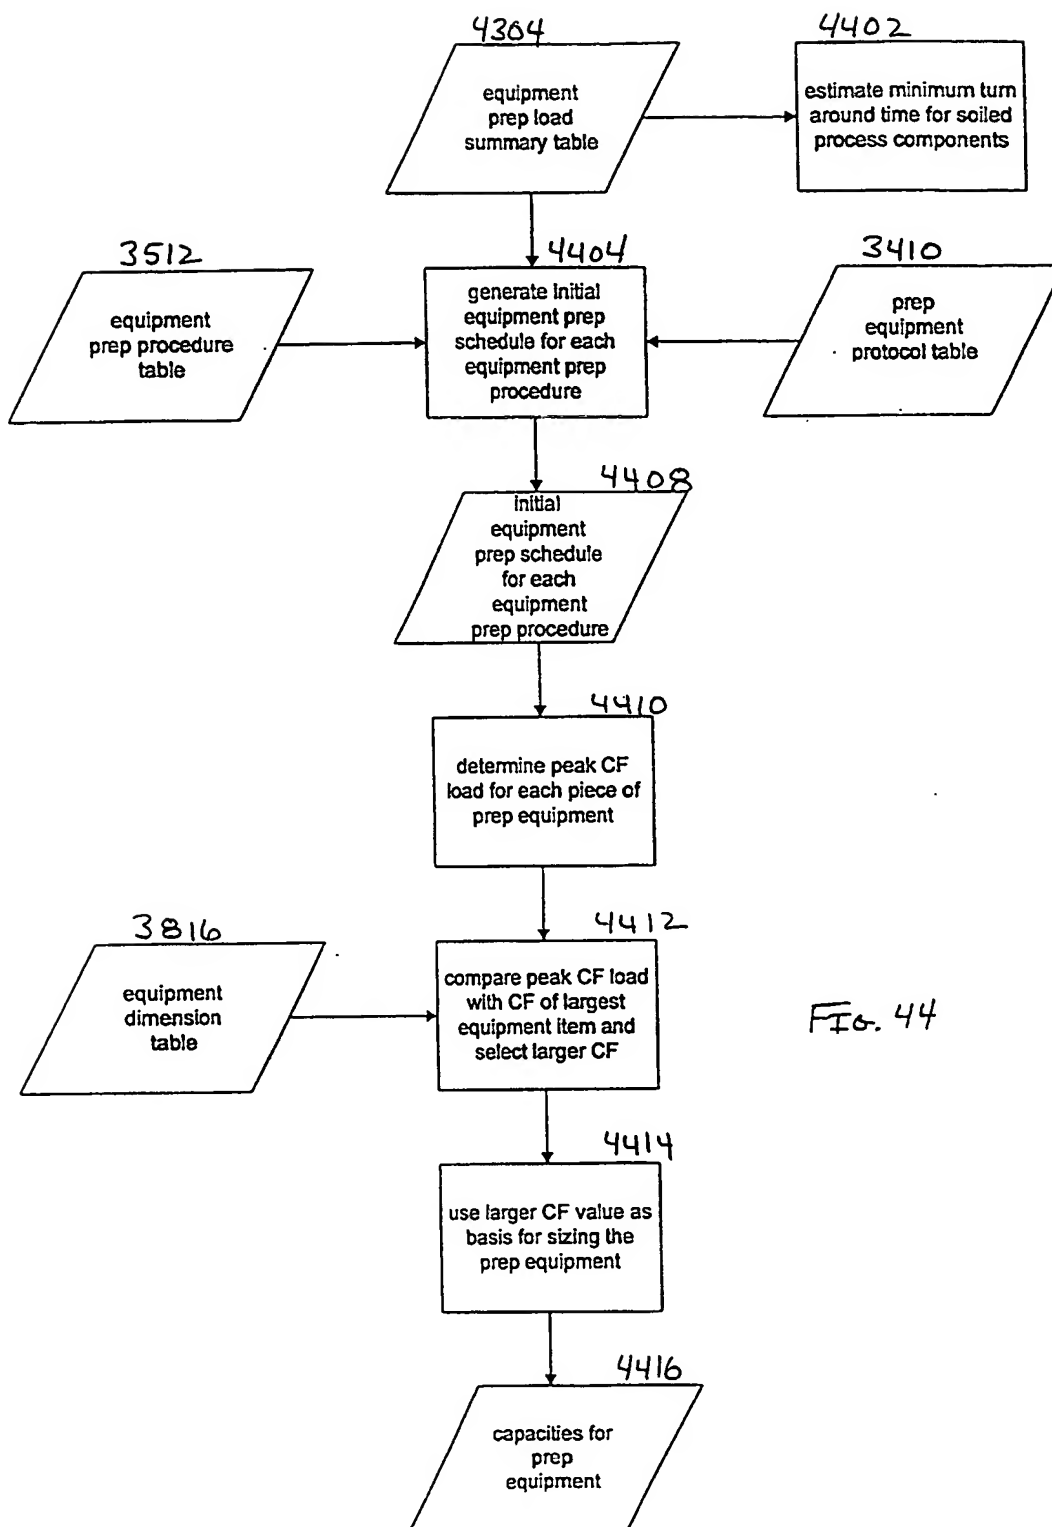 4304
equipment
prep load
summary table
4402
estimate minimum turn
around time for soiled
process components
3512
equipment
prep procedure
table
4404
generate initial
equipment prep
schedule for each
equipment prep
procedure
3410
prep
equipment
protocol table
4408
initial
equipment
prep schedule
for each
equipment
prep procedure
4410
determine peak CF
load for each piece of
prep equipment
3816
equipment
dimension
table
4412
compare peak CF load
with CF of largest
equipment item and
select larger CF
FIG. 44
4414
use larger CF value as
basis for sizing the
prep equipment
4416
capacities for
prep
equipment